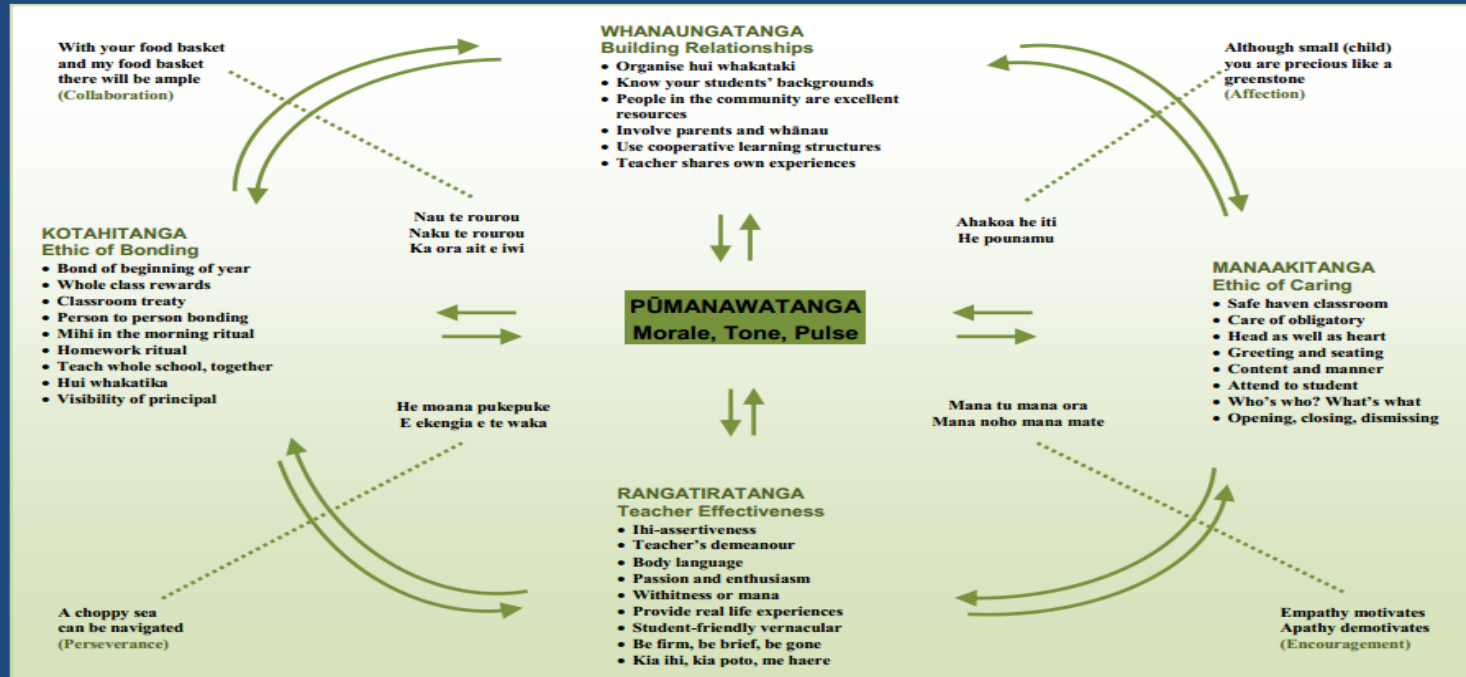 With your food basket
and my food basket
there will be ample
(Collaboration)
WHANAUNGATANGA
Building Relationships
• Organise hui whakataki
• Know your students' backgrounds
• People in the community are excellent
resources
• Involve parents and whānau
• Use cooperative learning structures
• Teacher shares own experiences
Although small (child)
you are precious like a
greenstone
(Affection)
Nau te rourou
Naku te rourou
Ka ora ait e iwi
Ahakoa he iti
He pounamu
KOTAHITANGA
Ethic of Bonding
• Bond of beginning of year
• Whole class rewards
• Classroom treaty
• Person to person bonding
• Mihi in the morning ritual
• Homework ritual
• Teach whole school, together
• Hui whakatika
• Visibility of principal
PŪMANAWATANGA
Morale, Tone, Pulse
MANAAKITANGA
Ethic of Caring
• Safe haven classroom
• Care of obligatory
• Head as well as heart
• Greeting and seating
• Content and manner
• Attend to student
• Who's who? What's what
• Opening, closing, dismissing
He moana pukepuke
E ekengia e te waka
Mana tu mana ora
Mana noho mana mate
RANGATIRATANGA
Teacher Effectiveness
• Ihi-assertiveness
• Teacher's demeanour
• Body language
• Passion and enthusiasm
• Withitness or mana
• Provide real life experiences
• Student-friendly vernacular
• Be firm, be brief, be gone
• Kia ihi, kia poto, me haere
A choppy sea
can be navigated
(Perseverance)
Empathy motivates
Apathy demotivates
(Encouragement)